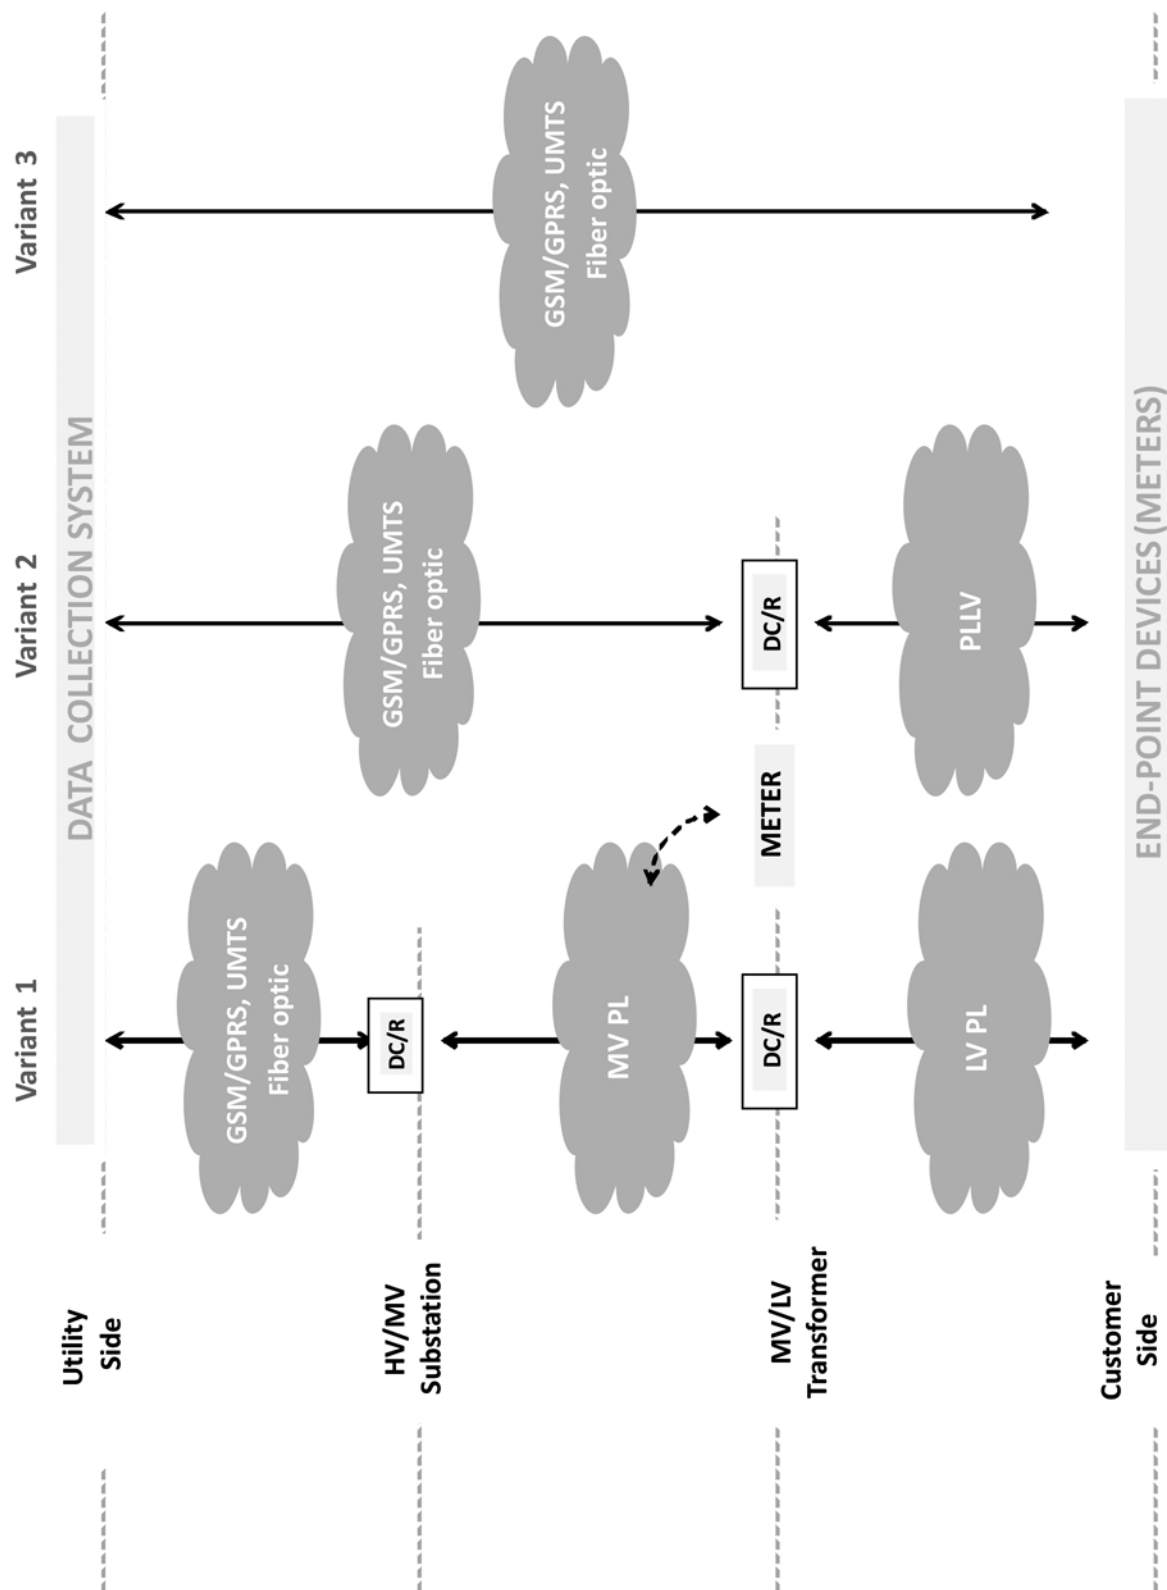 Variant 1
Variant 2
Variant 3
Utility
Side
DATA COLLECTION SYSTEM
GSM/GPRS, UMTS
Fiber optic
GSM/GPRS, UMTS
Fiber optic
GSM/GPRS, UMTS
Fiber optic
HV/MV
Substation
DC/R
MV PL
MV/LV
Transformer
DC/R
METER
DC/R
LV PL
PLLV
Customer
Side
END-POINT DEVICES (METERS)